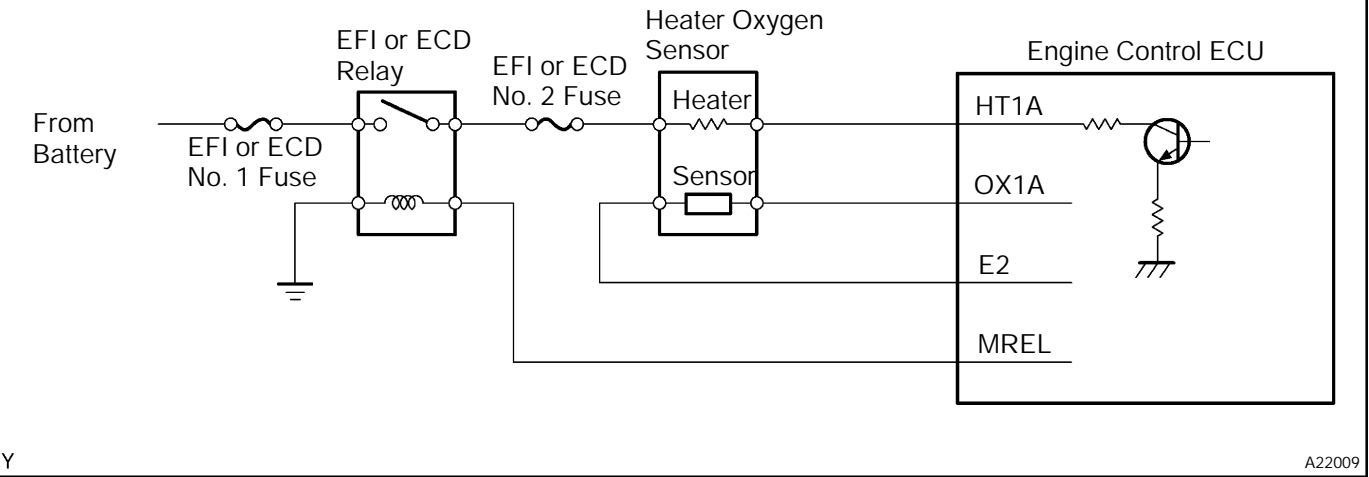 Heater Oxygen
Sensor
EFI or ECD
Relay
EFI or ECD
No. 2 Fuse
Engine Control ECU
From
Battery
EFI or ECD
No. 1 Fuse
Heater
Sensor
HT1A
OX1A
E2
MREL
Y
A22009